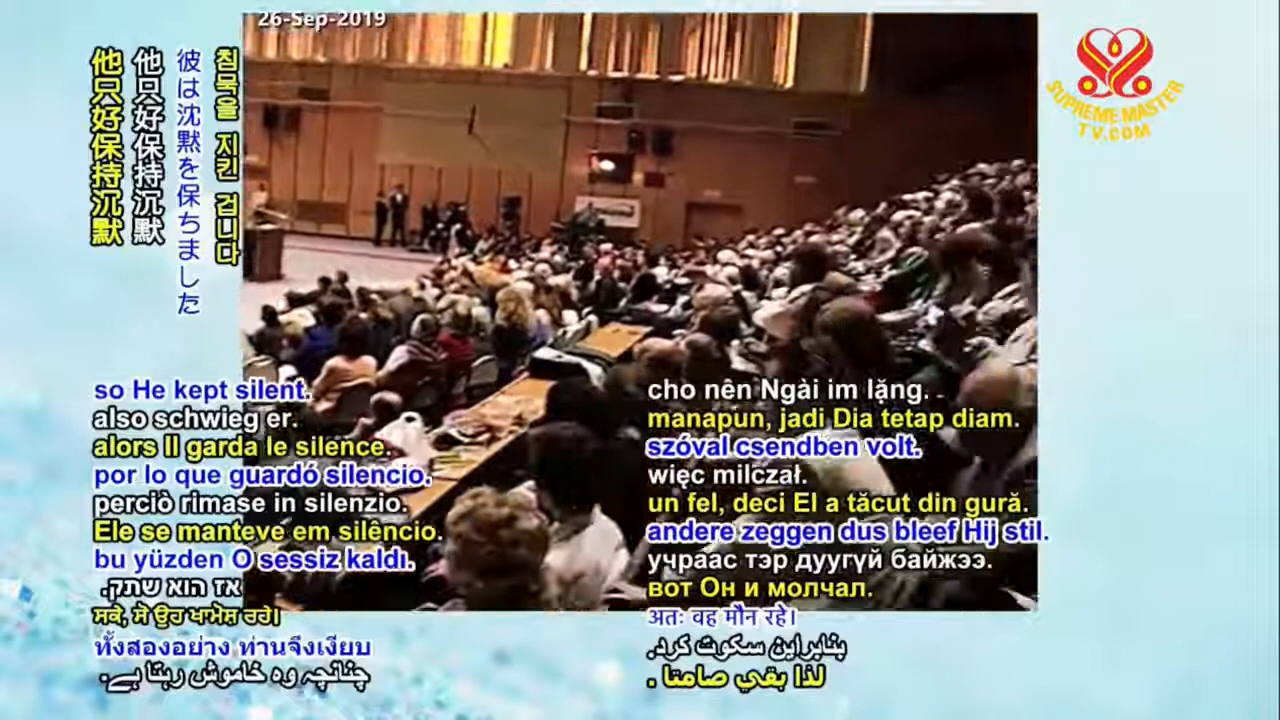 26-Sep-2019
SUPREME MASTER
TV.COM
침묵을 지킨 겁니다
彼は沈黙を保ちました
他只好保持沉默
他只好保持沉默
so He kept silent.
also schwieg er.
alors Il garda le silence.
por lo que guardó silencio.
perciò rimase in silenzio.
Ele se manteve em silêncio.
bu yüzden O sessiz kaldı.
אז הוא שתק.
ਸਕੇ, ਸੋ ਉਹ ਖਾਮੋਸ਼ ਰਹੇ।
ทั้งสองอย่าง ท่านจึงเงียบ
چنانچہ وہ خاموش رہتا ہے۔
cho nên Ngài im lặng.
manapun, jadi Dia tetap diam.
szóval csendben volt.
więc milczał.
un fel, deci El a tăcut din gură.
andere zeggen dus bleef Hij stil.
учраас тэр дуугүй байжээ.
вот Он и молчал.
अतः वह मौन रहे।
بنابراین سکوت کرد.
لذا بقي صامتا .